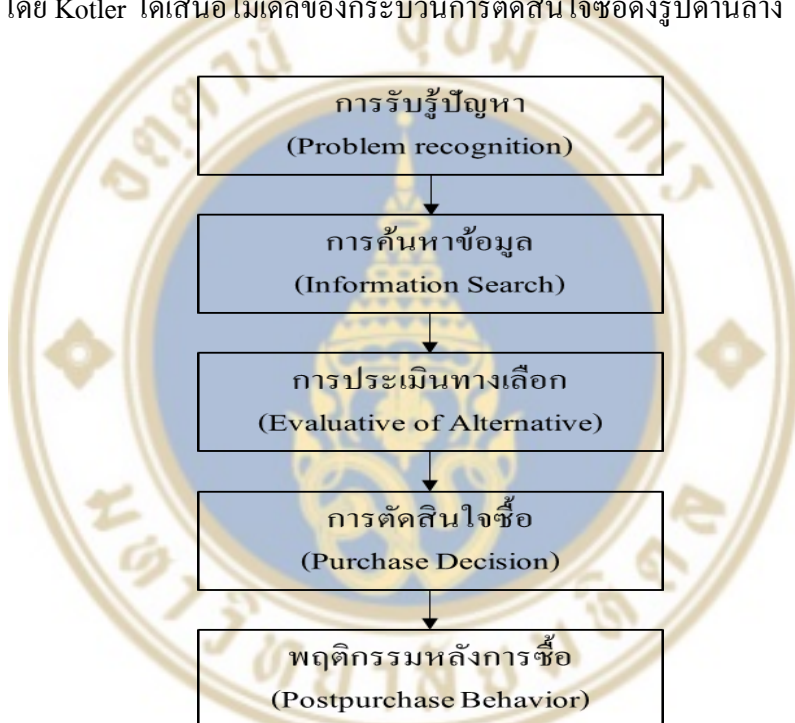 โดย Kotler ได้เสนอโมเดลของกระบวนการตัดสินใจซื้อดังรูปด้านล่าง
การรับรู้ปัญหา
(Problem recognition)
การค้นหาข้อมูล
(Information Search)
การประเมินทางเลือก
(Evaluative of Alternative)
การตัดสินใจซื้อ
(Purchase Decision)
พฤติกรรมหลังการซื้อ
(Postpurchase Behavior)